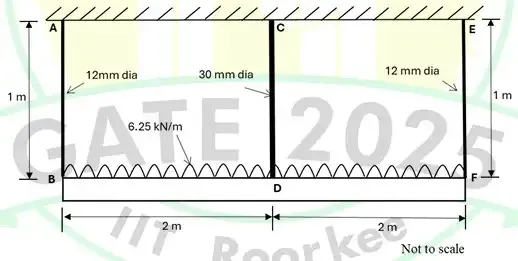 A
C
E
12mm dia
30 mm dia
12 mm dia
1 m
1 m
6.25 kN/m
GATE 2025
B
D
F
2 m
2 m
IIT Roorkee
Not to scale